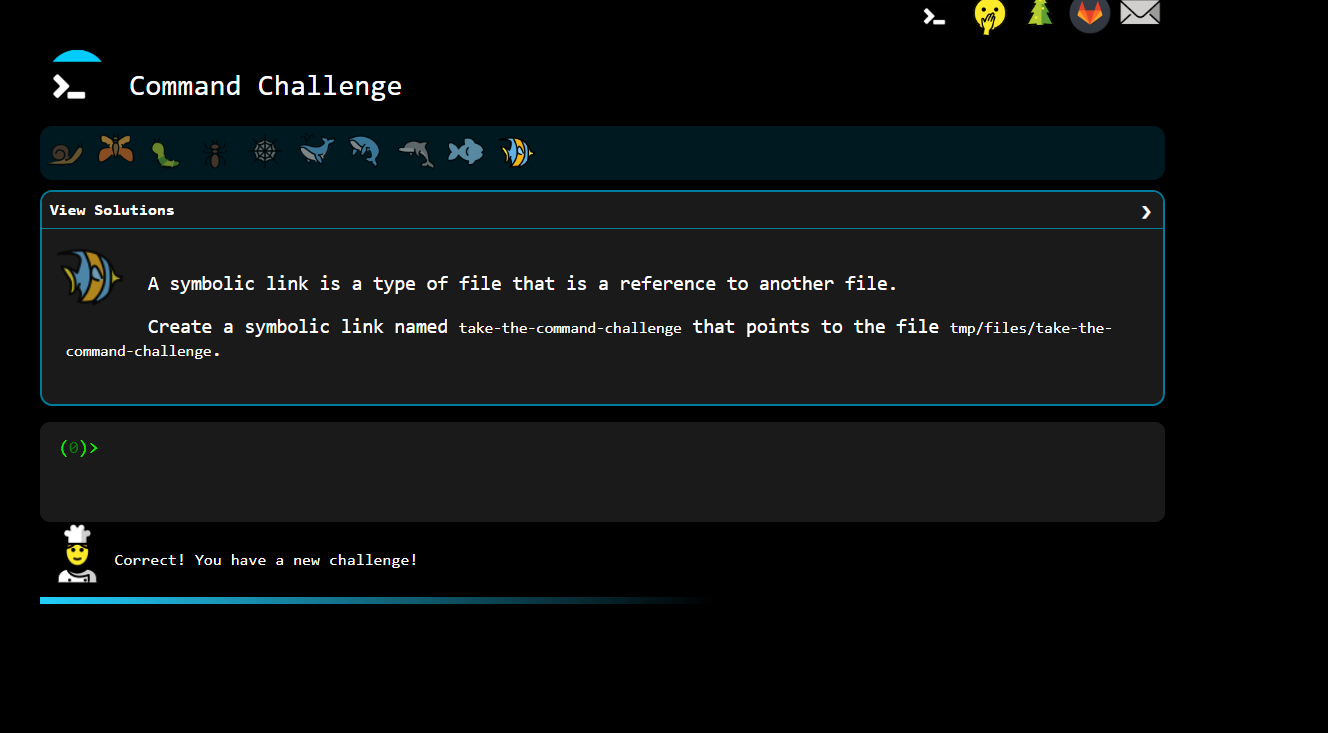 Command Challenge
View Solutions
A symbolic link is a type of file that is a reference to another file.
Create a symbolic link named take-the-command-challenge that points to the file tmp/files/take-the-
command-challenge.
(0)>
Correct! You have a new challenge!